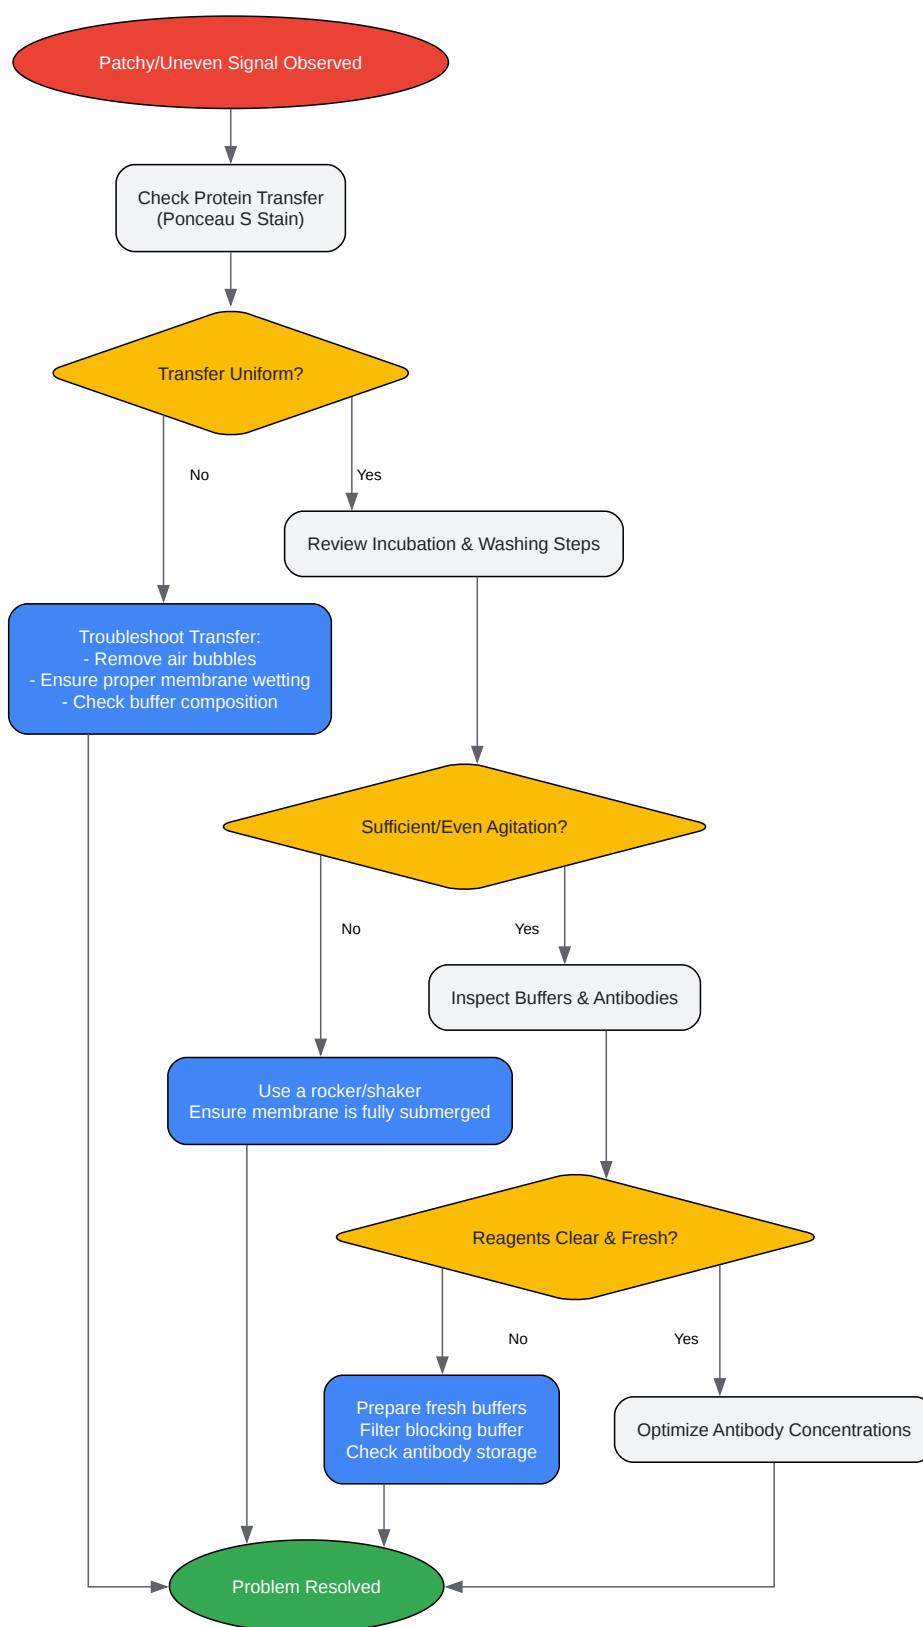 Patchy/Uneven Signal Observed
Check Protein Transfer
(Ponceau S Stain)
Transfer Uniform?
No
Yes
Review Incubation & Washing Steps
Troubleshoot Transfer:
- Remove air bubbles
- Ensure proper membrane wetting
- Check buffer composition
Sufficient/Even Agitation?
No
Yes
Inspect Buffers & Antibodies
Use a rocker/shaker
Ensure membrane is fully submerged
Reagents Clear & Fresh?
No
Yes
Prepare fresh buffers
Filter blocking buffer
Check antibody storage
Optimize Antibody Concentrations
Problem Resolved